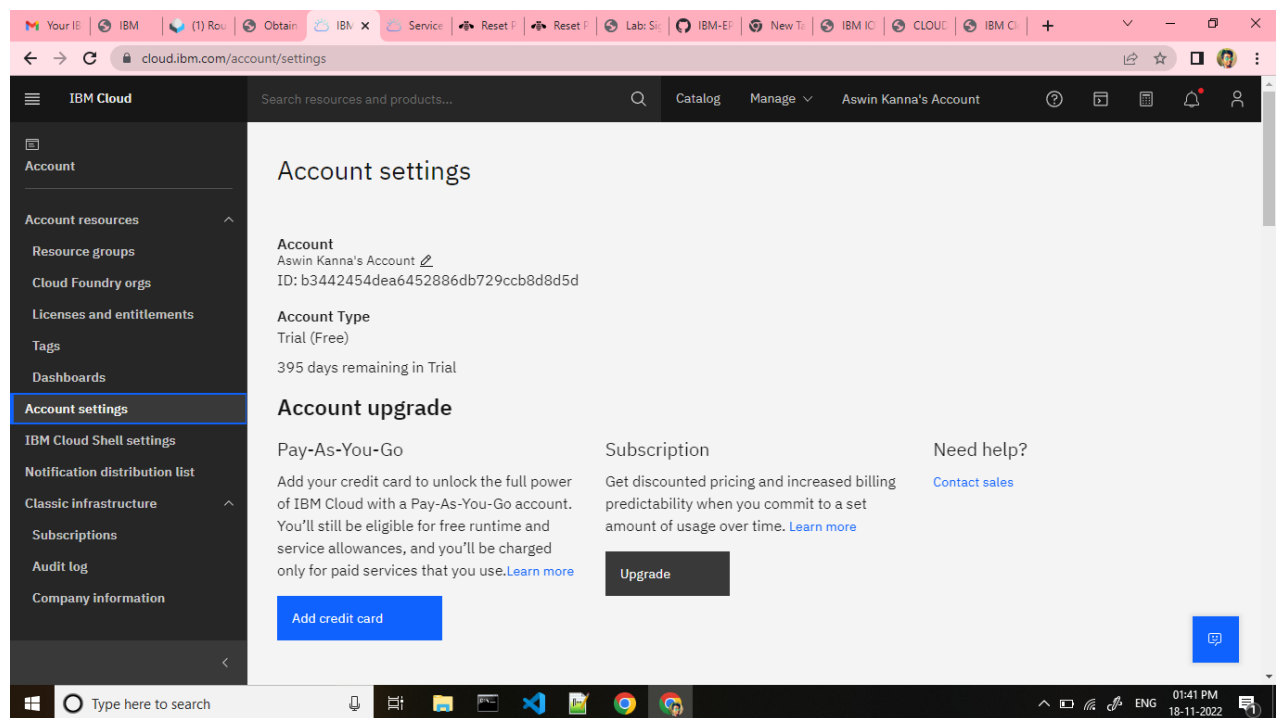 Your IB
IBM
(1) Rou
Obtain
IBM
Service
Reset P
Reset P
Lab: Sig
IBM-EP
New Ta
IBM IO
CLOUD
IBM Cl
cloud.ibm.com/account/settings
IBM Cloud
Search resources and products...
Catalog
Manage
Aswin Kanna's Account
Account
Account resources
Resource groups
Cloud Foundry orgs
Licenses and entitlements
Tags
Dashboards
Account settings
IBM Cloud Shell settings
Notification distribution list
Classic infrastructure
Subscriptions
Audit log
Company information
Account settings
Account
Aswin Kanna's Account
ID: b3442454dea6452886db729ccb8d8d5d
Account Type
Trial (Free)
395 days remaining in Trial
Account upgrade
Pay-As-You-Go
Add your credit card to unlock the full power
of IBM Cloud with a Pay-As-You-Go account.
You’ll still be eligible for free runtime and
service allowances, and you’ll be charged
only for paid services that you use.Learn more
Add credit card
Subscription
Get discounted pricing and increased billing
predictability when you commit to a set
amount of usage over time. Learn more
Upgrade
Need help?
Contact sales
Type here to search
ENG
01:41 PM
18-11-2022
1